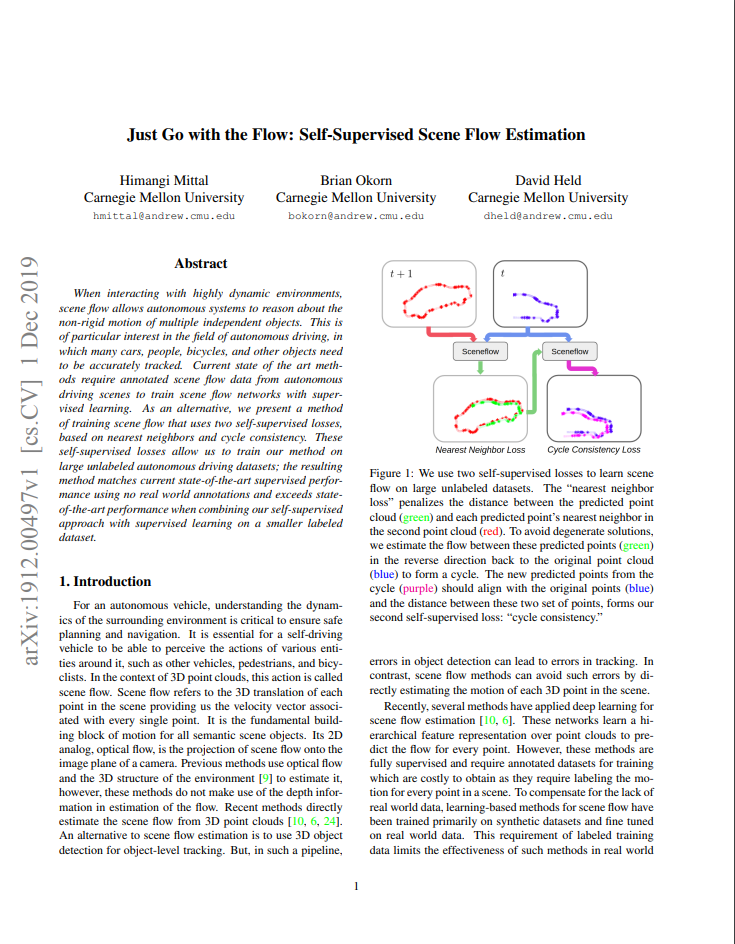 Just Go with the Flow: Self-Supervised Scene Flow Estimation
Himangi Mittal
Carnegie Mellon University
hmittal@andrew.cmu.edu
Brian Okorn
Carnegie Mellon University
bokorn@andrew.cmu.edu
David Held
Carnegie Mellon University
dheld@andrew.cmu.edu
arXiv:1912.00497v1 [cs.CV] 1 Dec 2019
Abstract
When interacting with highly dynamic environments,
scene flow allows autonomous systems to reason about the
non-rigid motion of multiple independent objects. This is
of particular interest in the field of autonomous driving, in
which many cars, people, bicycles, and other objects need
to be accurately tracked. Current state of the art meth-
ods require annotated scene flow data from autonomous
driving scenes to train scene flow networks with super-
vised learning. As an alternative, we present a method
of training scene flow that uses two self-supervised losses,
based on nearest neighbors and cycle consistency. These
self-supervised losses allow us to train our method on
large unlabeled autonomous driving datasets; the resulting
method matches current state-of-the-art supervised perfor-
mance using no real world annotations and exceeds state-
of-the-art performance when combining our self-supervised
approach with supervised learning on a smaller labeled
dataset.
1. Introduction
For an autonomous vehicle, understanding the dynam-
ics of the surrounding environment is critical to ensure safe
planning and navigation. It is essential for a self-driving
vehicle to be able to perceive the actions of various enti-
ties around it, such as other vehicles, pedestrians, and bicy-
clists. In the context of 3D point clouds, this action is called
scene flow. Scene flow refers to the 3D translation of each
point in the scene providing us the velocity vector associ-
ated with every single point. It is the fundamental build-
ing block of motion for all semantic scene objects. Its 2D
analog, optical flow, is the projection of scene flow onto the
image plane of a camera. Previous methods use optical flow
and the 3D structure of the environment [9] to estimate it,
however, these methods do not make use of the depth infor-
mation in estimation of the flow. Recent methods directly
estimate the scene flow from 3D point clouds [10, 6, 24].
An alternative to scene flow estimation is to use 3D object
detection for object-level tracking. But, in such a pipeline,
t + 1
t
Sceneflow
Sceneflow
Nearest Neighbor Loss
Cycle Consistency Loss
Figure 1: We use two self-supervised losses to learn scene
flow on large unlabeled datasets. The “nearest neighbor
loss” penalizes the distance between the predicted point
cloud (green) and each predicted point’s nearest neighbor in
the second point cloud (red). To avoid degenerate solutions,
we estimate the flow between these predicted points (green)
in the reverse direction back to the original point cloud
(blue) to form a cycle. The new predicted points from the
cycle (purple) should align with the original points (blue)
and the distance between these two set of points, forms our
second self-supervised loss: “cycle consistency.”
errors in object detection can lead to errors in tracking. In
contrast, scene flow methods can avoid such errors by di-
rectly estimating the motion of each 3D point in the scene.
Recently, several methods have applied deep learning for
scene flow estimation [10, 6]. These networks learn a hi-
erarchical feature representation over point clouds to pre-
dict the flow for every point. However, these methods are
fully supervised and require annotated datasets for training
which are costly to obtain as they require labeling the mo-
tion for every point in a scene. To compensate for the lack of
real world data, learning-based methods for scene flow have
been trained primarily on synthetic datasets and fine tuned
on real world data. This requirement of labeled training
data limits the effectiveness of such methods in real world
1